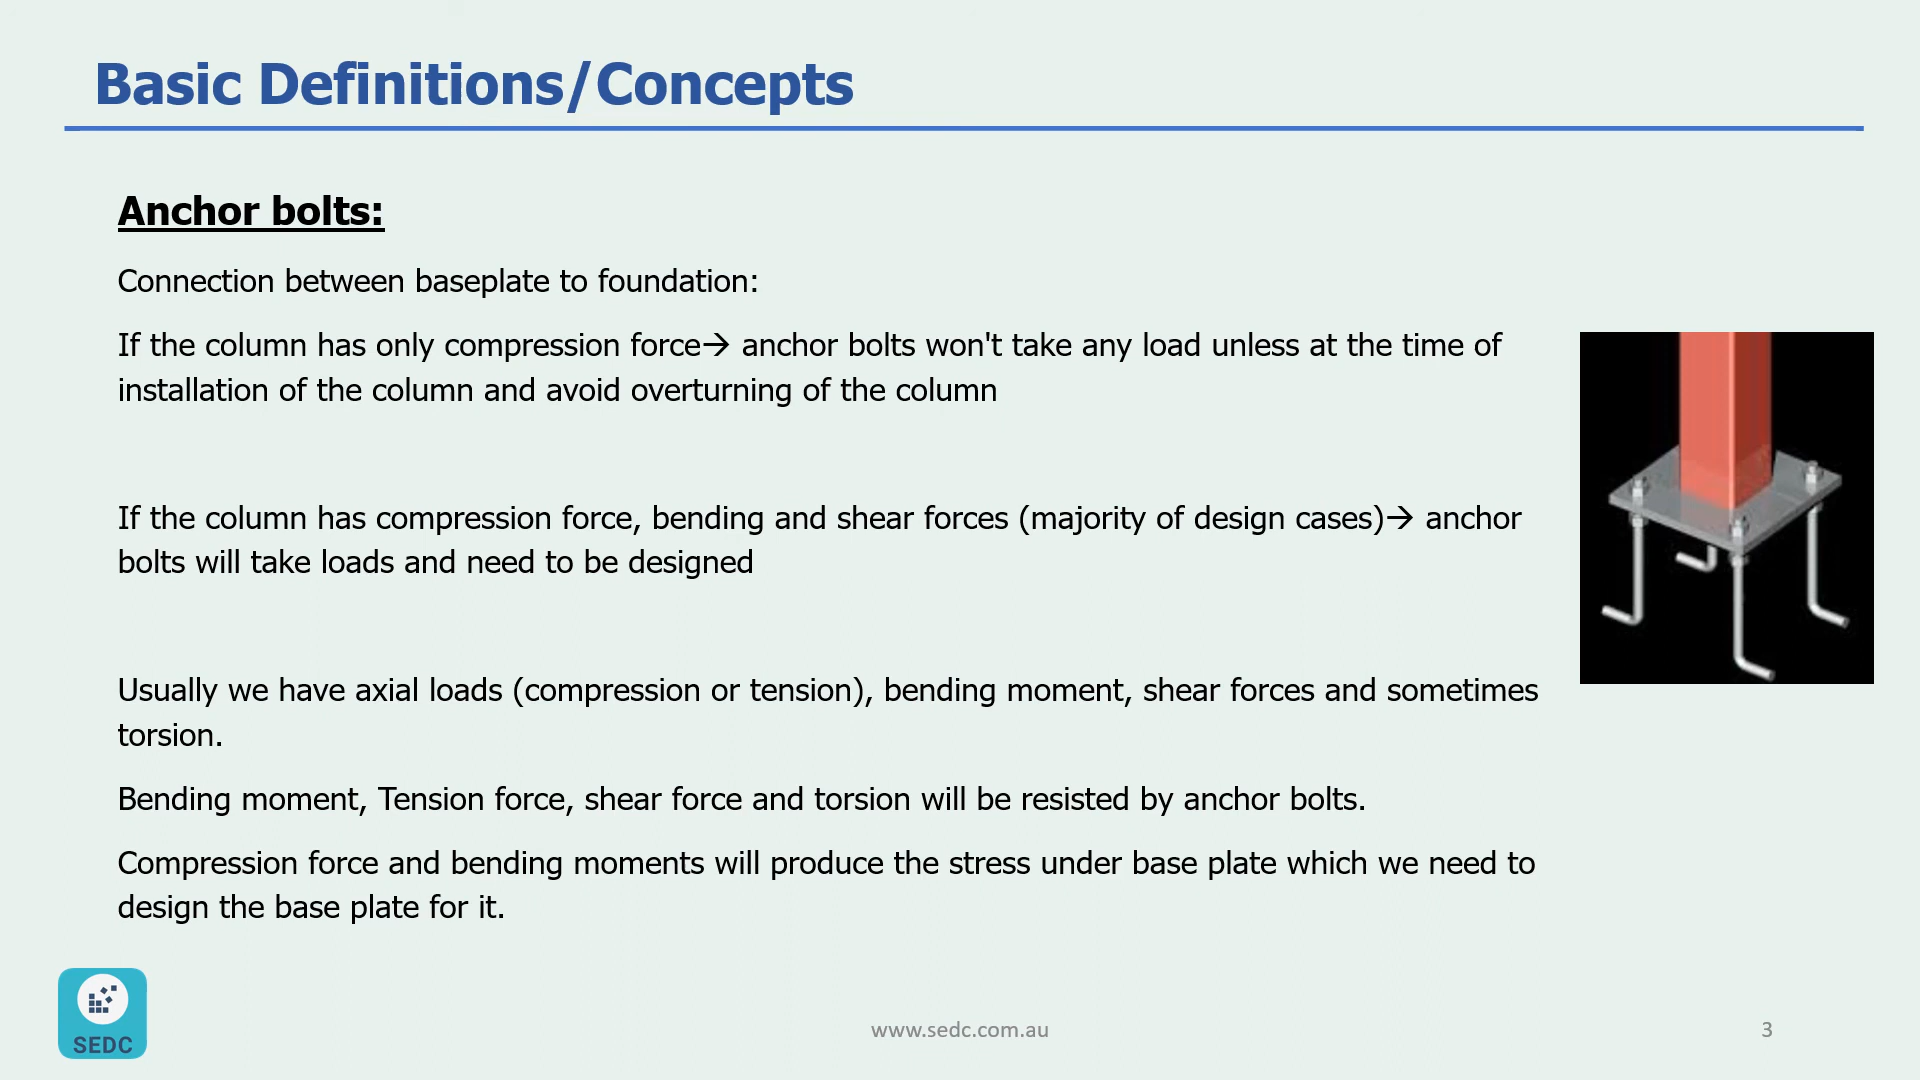 Basic Definitions/Concepts
Anchor bolts:
Connection between baseplate to foundation:
If the column has only compression force→ anchor bolts won't take any load unless at the time of
installation of the column and avoid overturning of the column
If the column has compression force, bending and shear forces (majority of design cases)→ anchor
bolts will take loads and need to be designed
Usually we have axial loads (compression or tension), bending moment, shear forces and sometimes
torsion.
Bending moment, Tension force, shear force and torsion will be resisted by anchor bolts.
Compression force and bending moments will produce the stress under base plate which we need to
design the base plate for it.
SEDC
www.sedc.com.au
3